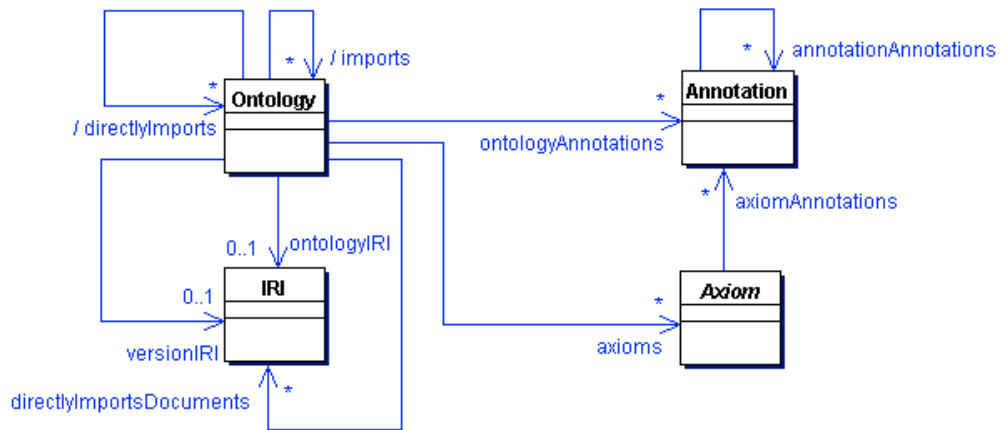 * annotationAnnotations
* / imports
* Ontology
* Annotation
/ directlyImports
ontologyAnnotations
* axiomAnnotations
0..1 ontologyIRI
0..1 IRI
* Axiom
versionIRI
axioms
directlyImportsDocuments *